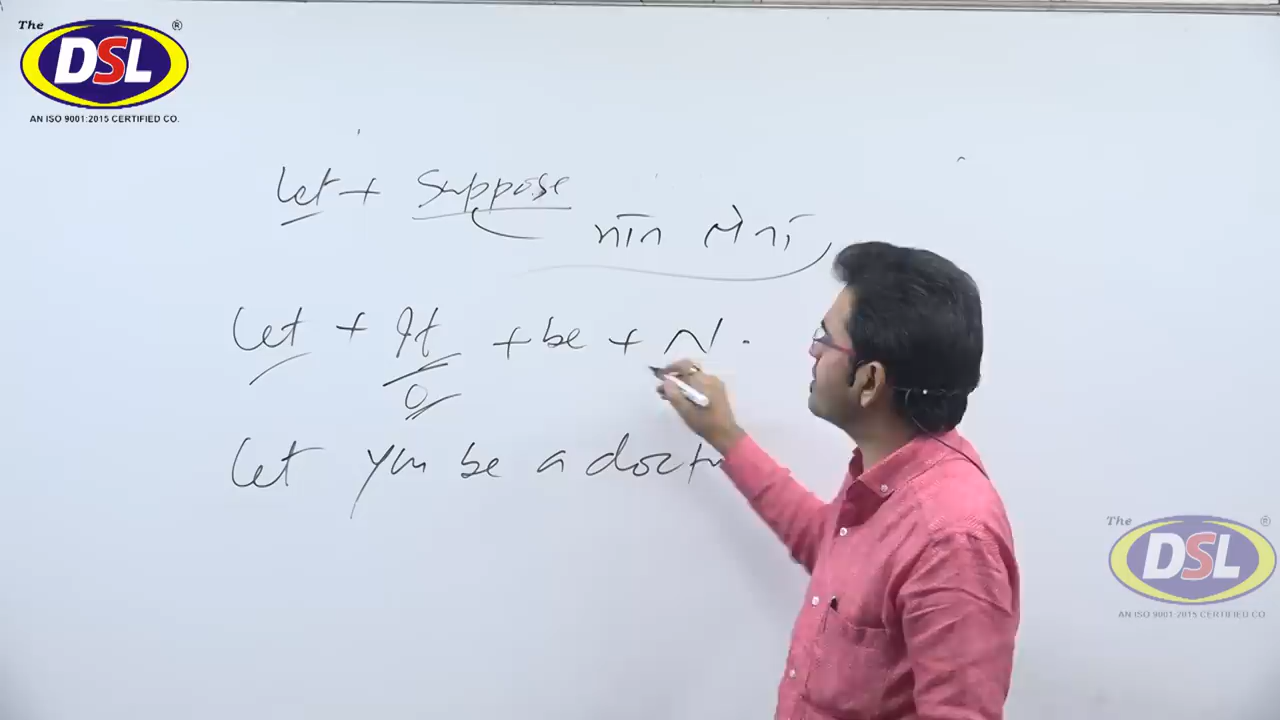 The DSL ®
AN ISO 9001:2015 CERTIFIED CO.
Let + Suppose
मान लेना
Let + It + be + N.
O
Let you be a doctor
The DSL ®
AN ISO 9001:2015 CERTIFIED CO.